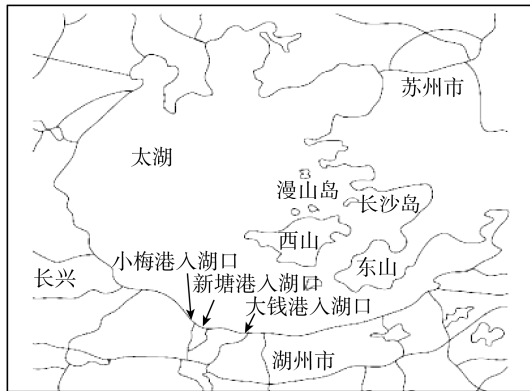 苏州市
太湖
漫山岛
长沙岛
西山
小梅港入湖口
东山
长兴
新塘港入湖口
大钱港入湖口
湖州市